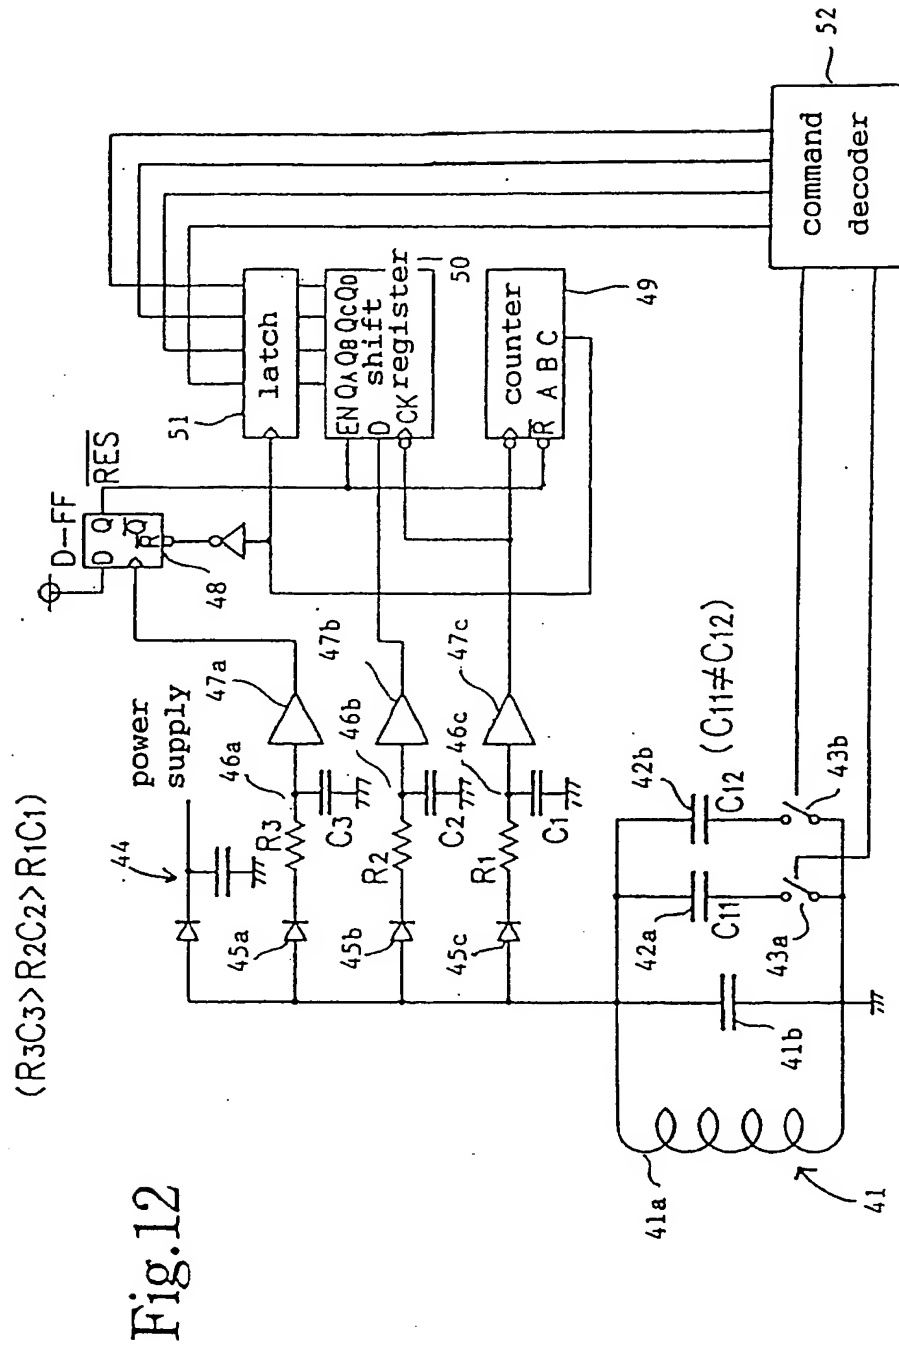 Fig.12
(R3C3>R2C2>R1C1)
44
power
supply
D-FF
D Q
Q̅
R̅
48
R̅E̅S̅
45a
R3
46a
C3
47a
45b
R2
46b
C2
47b
45c
R1
46c
C1
47c
51
latch
EN QA QB QC QD
D shift
CK register
50
counter
R̅ A B C
49
command
decoder
52
41
41a
41b
42a
C11
43a
42b
C12
43b
(C11≠C12)